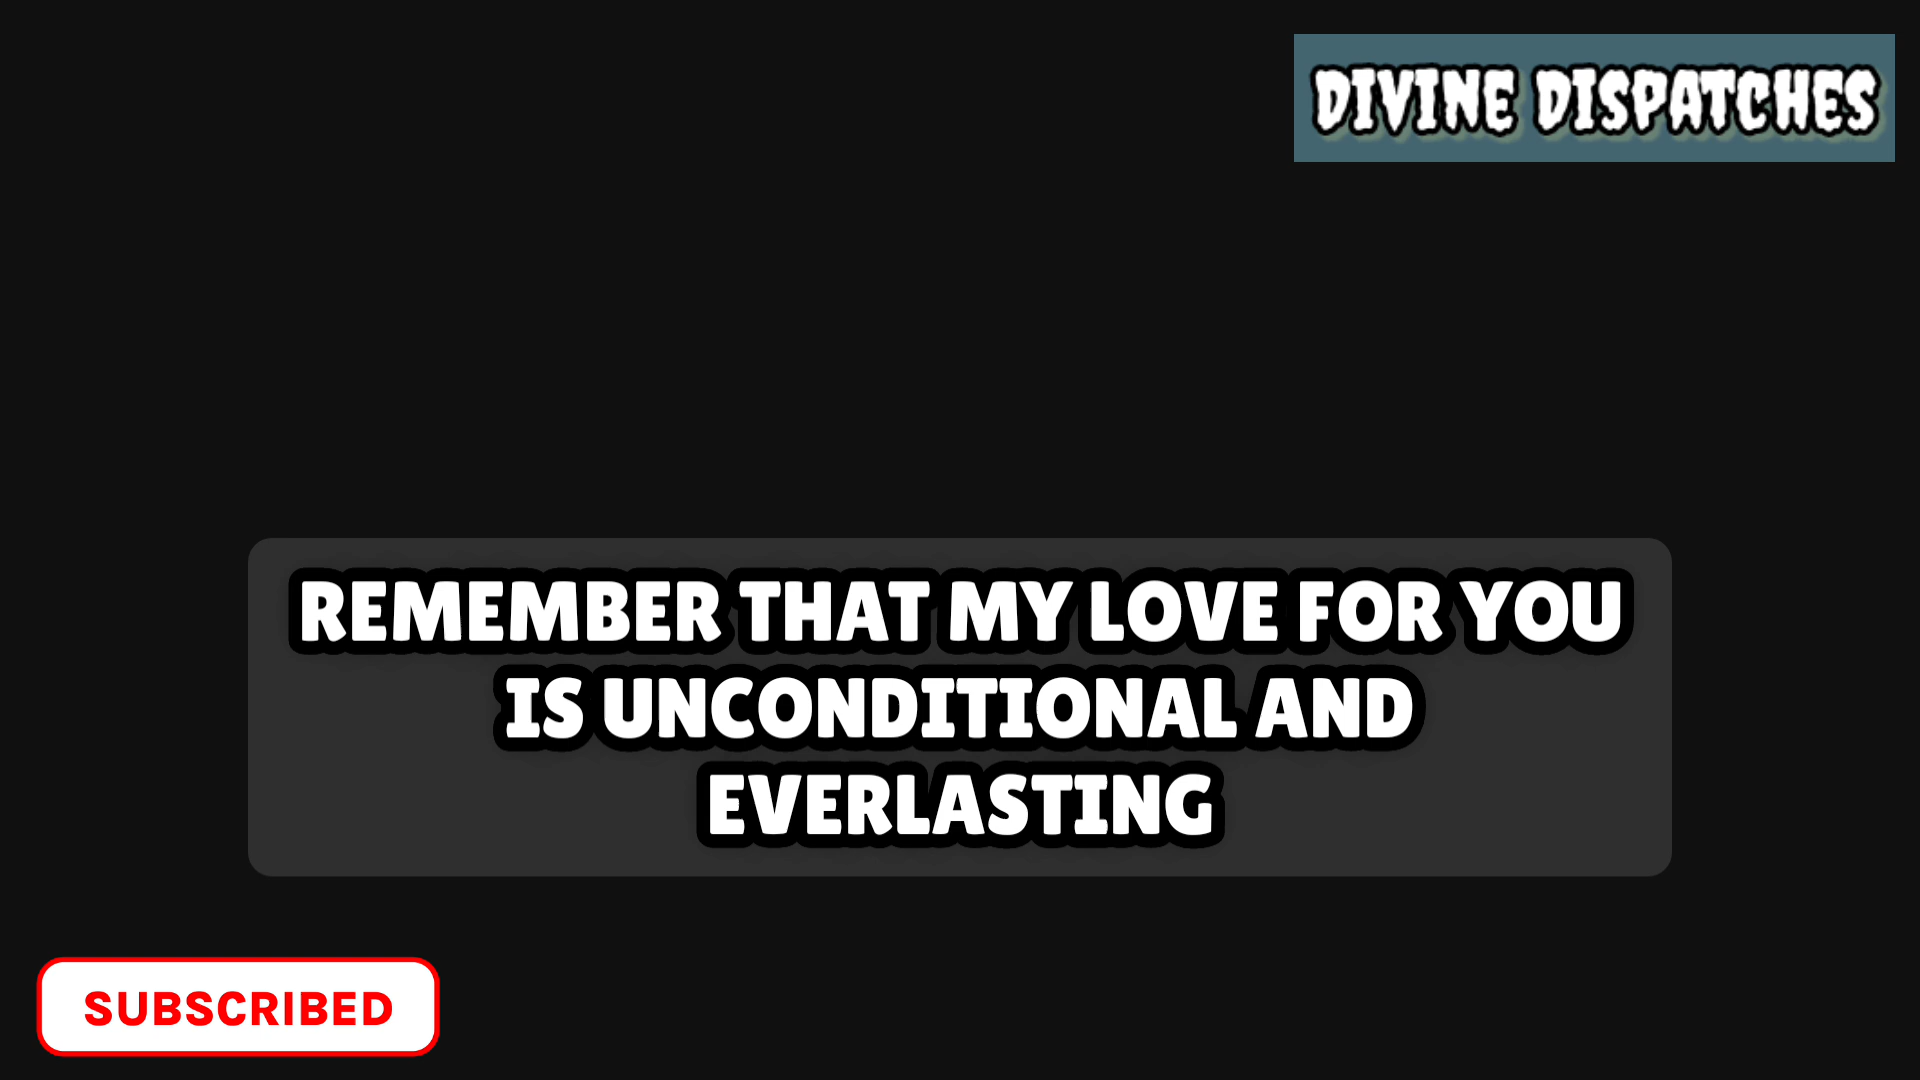 DIVINE DISPATCHES
REMEMBER THAT MY LOVE FOR YOU
IS UNCONDITIONAL AND
EVERLASTING
SUBSCRIBED